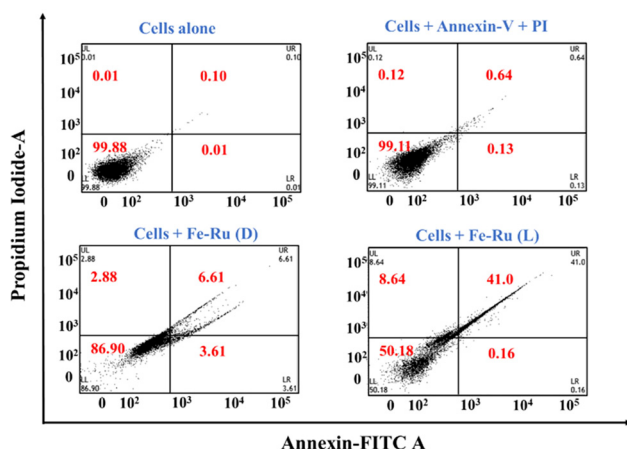 Cells alone
Cells + Annexin-V + PI
UL
0.01
UR
0.10
0.01
0.10
99.88
0.01
LL
99.88
LR
0.01
10⁵
10⁴
10³
10²
0
0 10² 10³ 10⁴ 10⁵
UL
0.12
UR
0.64
0.12
0.64
99.11
0.13
LL
99.11
LR
0.13
10⁵
10⁴
10³
10²
0
0 10² 10³ 10⁴ 10⁵
Cells + Fe-Ru (D)
Cells + Fe-Ru (L)
UL
2.88
UR
6.61
2.88
6.61
86.90
3.61
LL
86.90
LR
3.61
10⁵
10⁴
10³
10²
0
0 10² 10³ 10⁴ 10⁵
UL
8.64
UR
41.0
8.64
41.0
50.18
0.16
LL
50.18
LR
0.16
10⁵
10⁴
10³
10²
0
0 10² 10³ 10⁴ 10⁵
Propidium Iodide-A
Annexin-FITC A